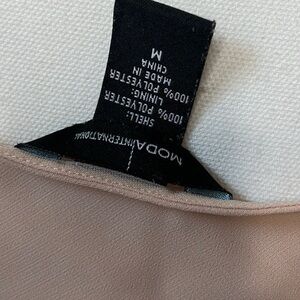 MODA INTERNATIONAL
SHELL:
100% POLYESTER
LINING:
100% POLYESTER
MADE IN
CHINA
M